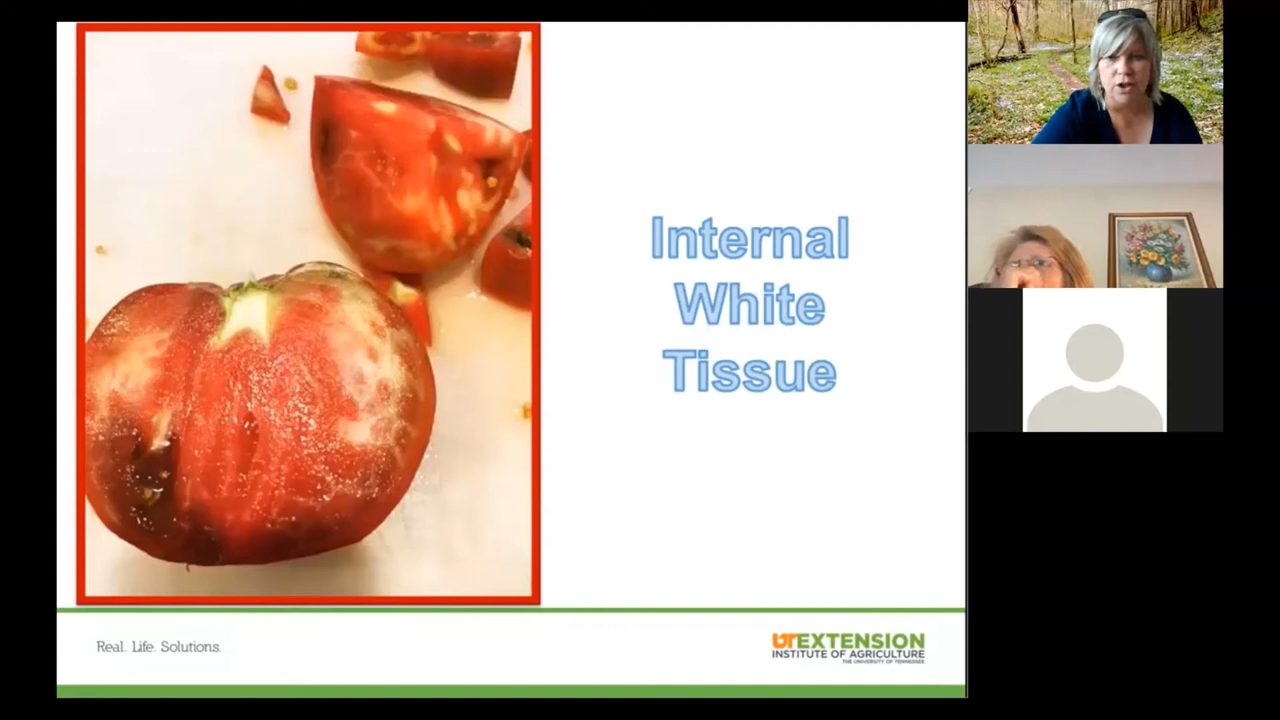 Internal
White
Tissue
Real. Life. Solutions.
UTEXTENSION
INSTITUTE OF AGRICULTURE
THE UNIVERSITY OF TENNESSEE